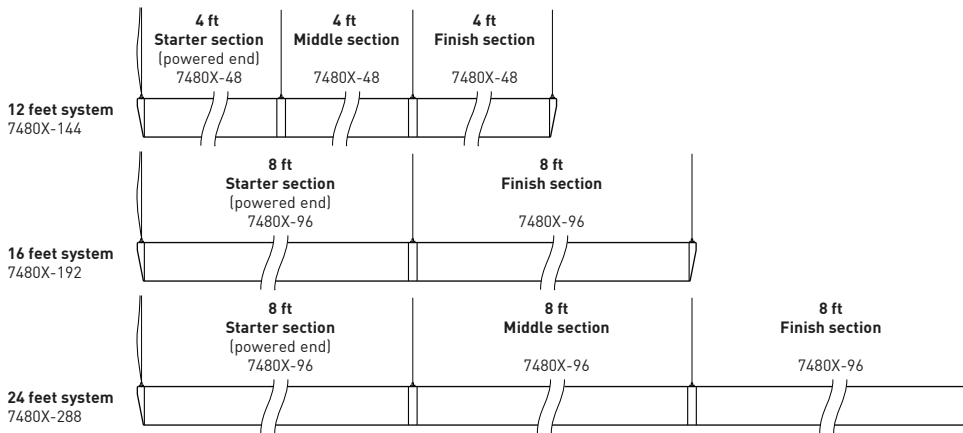 4 ft 4 ft 4 ft
Starter section Middle section Finish section
(powered end)
7480X-48 7480X-48 7480X-48
12 feet system
7480X-144
8 ft 8 ft
Starter section Finish section
(powered end)
7480X-96 7480X-96
16 feet system
7480X-192
8 ft 8 ft 8 ft
Starter section Middle section Finish section
(powered end)
7480X-96 7480X-96 7480X-96
24 feet system
7480X-288